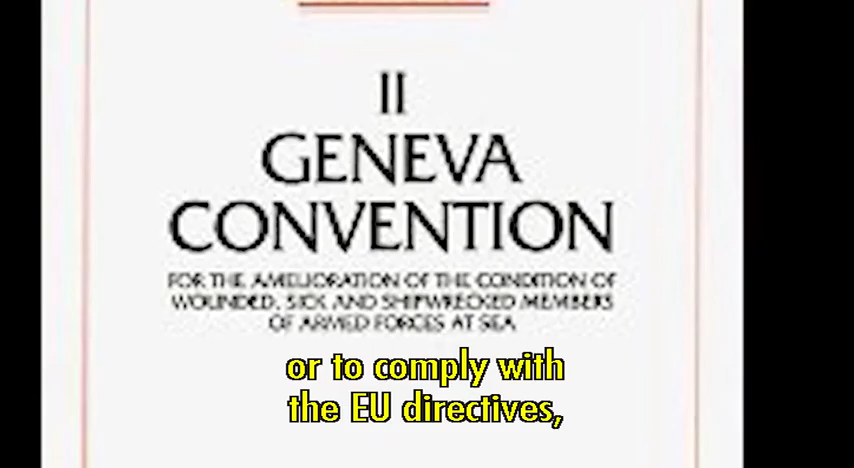 II
GENEVA
CONVENTION
FOR THE AMELIORATION OF THE CONDITION OF
WOUNDED, SICK AND SHIPWRECKED MEMBERS
OF ARMED FORCES AT SEA
or to comply with
the EU directives,